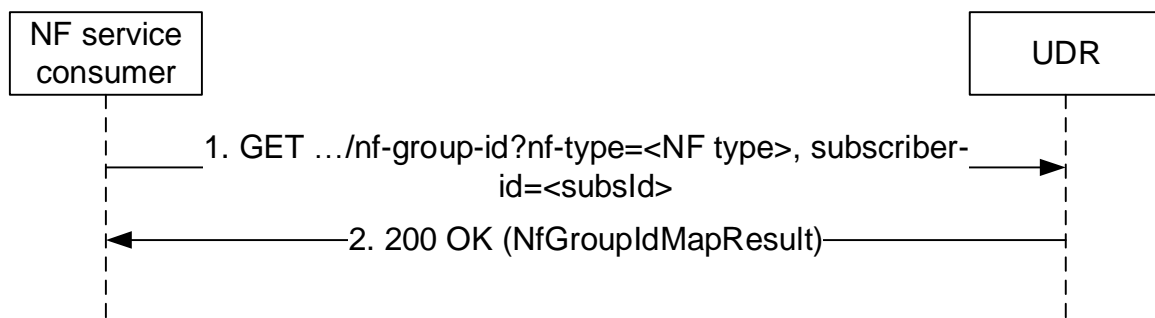 NF service
consumer
UDR
1. GET …/nf-group-id?nf-type=<NF type>, subscriber-
id=<subsId>
2. 200 OK (NfGroupIdMapResult)